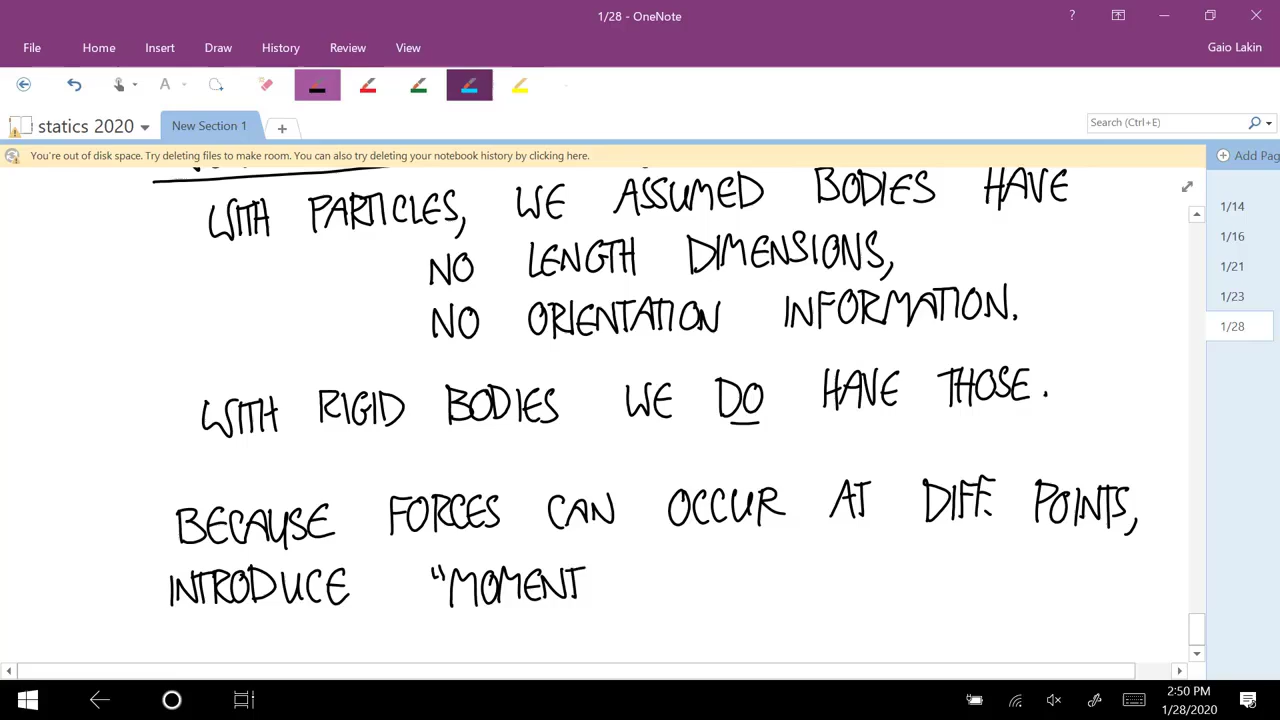 1/28 - OneNote
?
File Home Insert Draw History Review View
Gaio Lakin
A
statics 2020
New Section 1
+
Search (Ctrl+E)
You're out of disk space. Try deleting files to make room. You can also try deleting your notebook history by clicking here.
Add Pag
1/14
1/16
1/21
1/23
1/28
WITH PARTICLES, WE ASSUMED BODIES HAVE
NO LENGTH DIMENSIONS,
NO ORIENTATION INFORMATION.
WITH RIGID BODIES WE DO HAVE THOSE.
BECAUSE FORCES CAN OCCUR AT DIFF. POINTS,
INTRODUCE "MOMENT
2:50 PM
1/28/2020